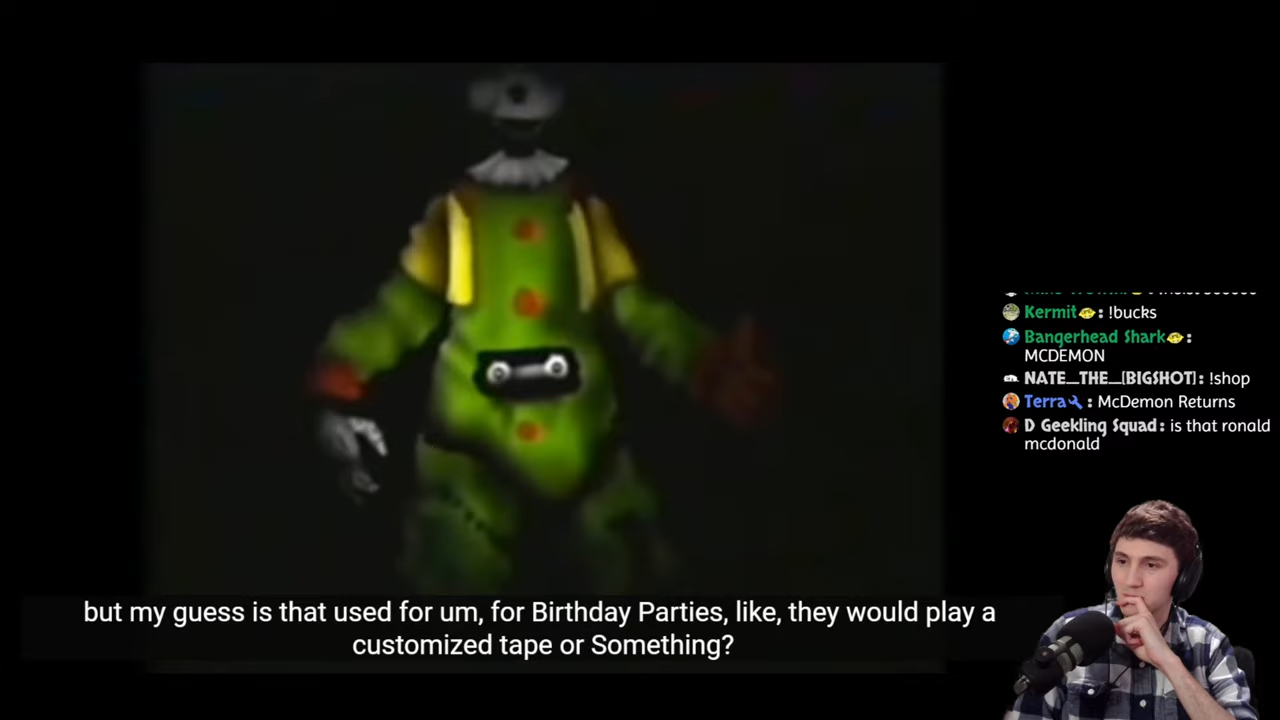 Kermit: !bucks
Bangerhead Shark:
MCDEMON
NATE__THE__[BIGSHOT]: !shop
Terra: McDemon Returns
D Geekling Squad: is that ronald
mcdonald
but my guess is that used for um, for Birthday Parties, like, they would play a
customized tape or Something?